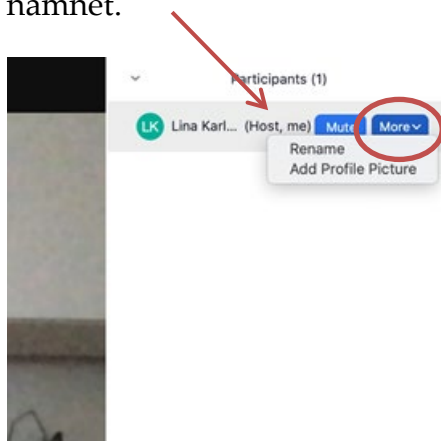 namnet.
Participants (1)
LK Lina Karl... (Host, me) Mute More
Rename
Add Profile Picture